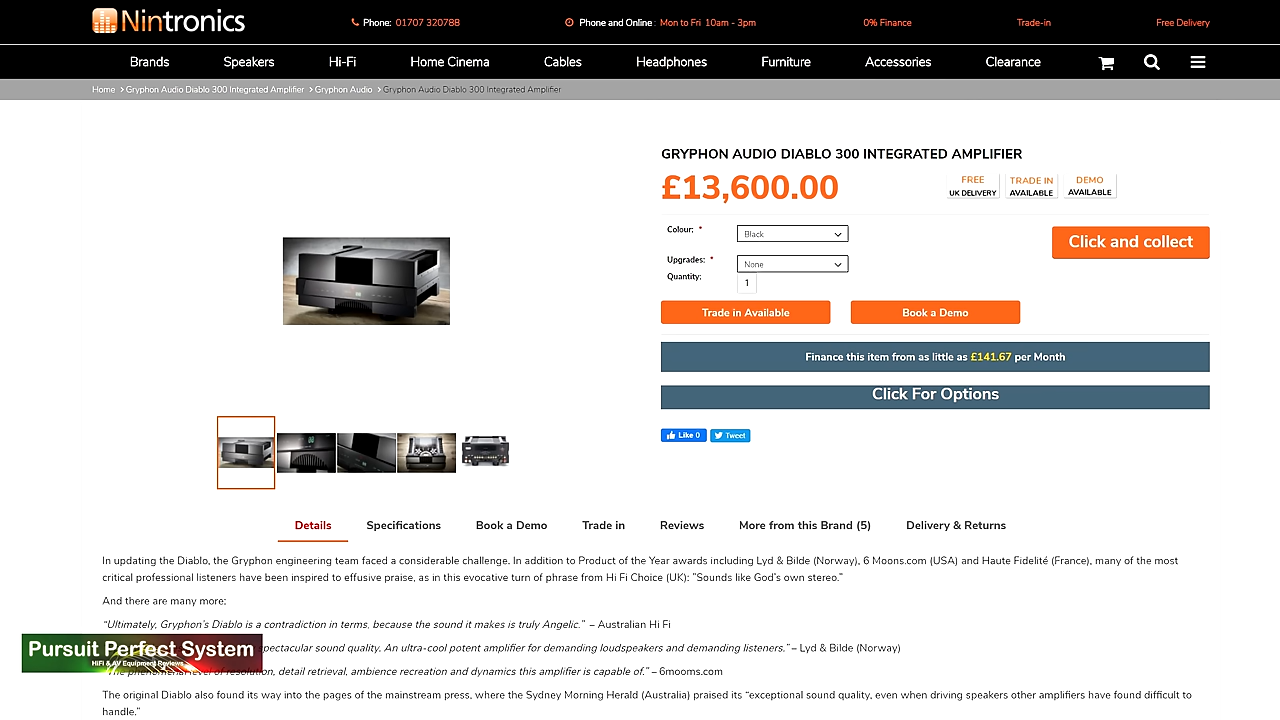 Nintronics
Phone: 01707 320788
Phone and Online: Mon to Fri 10am - 3pm
0% Finance
Trade-in
Free Delivery
Brands
Speakers
Hi-Fi
Home Cinema
Cables
Headphones
Furniture
Accessories
Clearance
Home > Gryphon Audio Diablo 300 Integrated Amplifier > Gryphon Audio > Gryphon Audio Diablo 300 Integrated Amplifier
GRYPHON AUDIO DIABLO 300 INTEGRATED AMPLIFIER
£13,600.00
FREE
UK DELIVERY
TRADE IN
AVAILABLE
DEMO
AVAILABLE
Colour: * Black
Click and collect
Upgrades: * None
Quantity: 1
Trade in Available
Book a Demo
Finance this item from as little as £141.67 per Month
Click For Options
Like 0
Tweet
Details
Specifications
Book a Demo
Trade in
Reviews
More from this Brand (5)
Delivery & Returns
In updating the Diablo, the Gryphon engineering team faced a considerable challenge. In addition to Product of the Year awards including Lyd & Bilde (Norway), 6 Moons.com (USA) and Haute Fidelité (France), many of the most
critical professional listeners have been inspired to effusive praise, as in this evocative turn of phrase from Hi Fi Choice (UK): "Sounds like God's own stereo."
And there are many more;
"Ultimately, Gryphon's Diablo is a contradiction in terms, because the sound it makes is truly Angelic." – Australian Hi Fi
spectacular sound quality. An ultra-cool potent amplifier for demanding loudspeakers and demanding listeners." – Lyd & Bilde (Norway)
Pursuit Perfect System
HiFi & AV Equipment Reviews
"The phenomenal level of resolution, detail retrieval, ambience recreation and dynamics this amplifier is capable of." – 6mooms.com
The original Diablo also found its way into the pages of the mainstream press, where the Sydney Morning Herald (Australia) praised its "exceptional sound quality, even when driving speakers other amplifiers have found difficult to
handle."